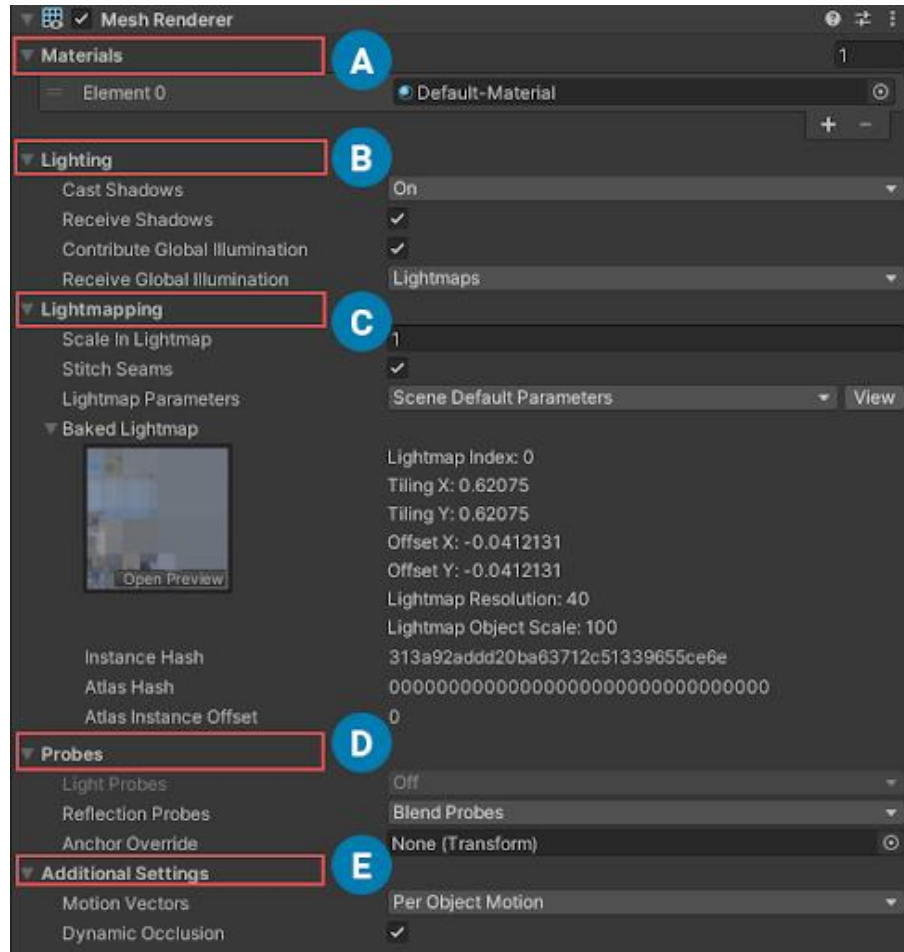 Mesh Renderer
Materials 1
A
Element 0 Default-Material
+ -
Lighting
B
Cast Shadows On
Receive Shadows
Contribute Global Illumination
Receive Global Illumination Lightmaps
Lightmapping
C
Scale In Lightmap 1
Stitch Seams
Lightmap Parameters Scene Default Parameters View
Baked Lightmap
Lightmap Index: 0
Tiling X: 0.62075
Tiling Y: 0.62075
Offset X: -0.0412131
Offset Y: -0.0412131
Open Preview
Lightmap Resolution: 40
Lightmap Object Scale: 100
Instance Hash 313a92addd20ba63712c51339655ce6e
Atlas Hash 00000000000000000000000000000000
Atlas Instance Offset 0
D
Probes
Light Probes Off
Reflection Probes Blend Probes
Anchor Override None (Transform)
E
Additional Settings
Motion Vectors Per Object Motion
Dynamic Occlusion